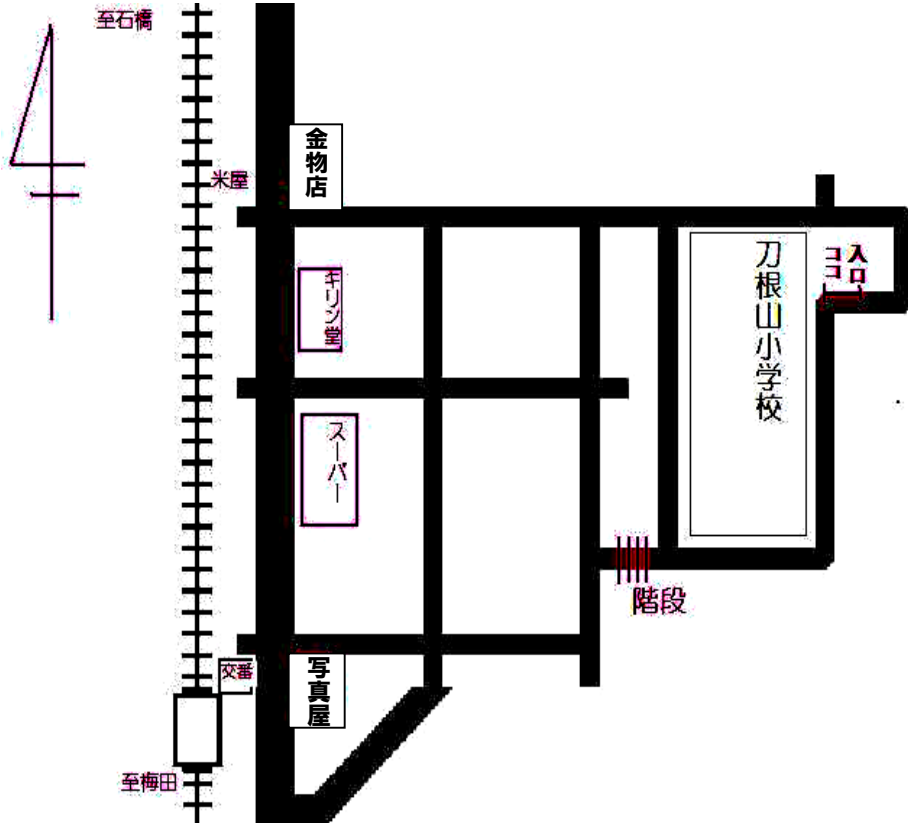 至石橋
金物店
米屋
刀根山小学校
入口
ココ
キリン堂
スーパー
階段
交番
写真屋
至梅田